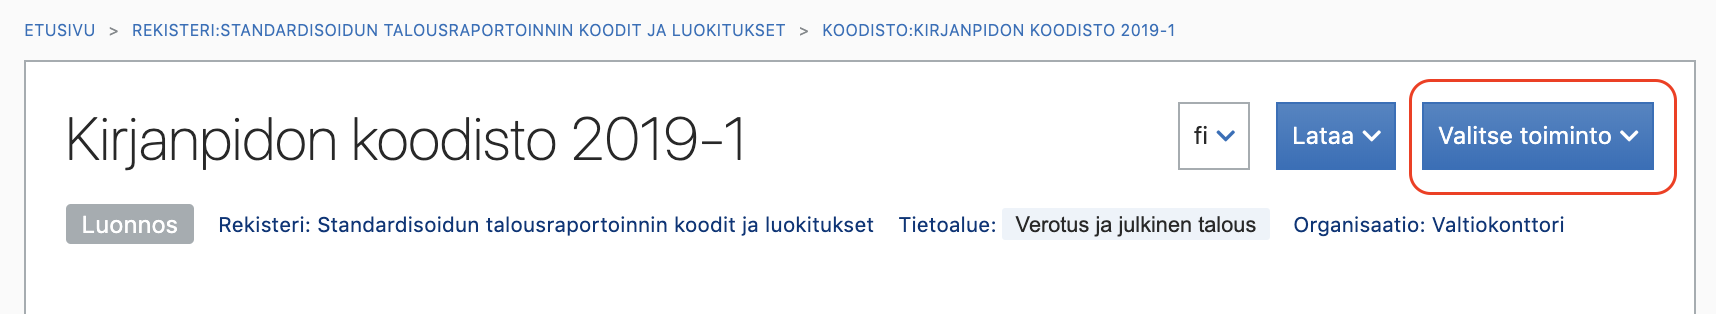 ETUSIVU > REKISTERI:STANDARDISOIDUN TALOUSRAPORTOINNIN KOODIT JA LUOKITUKSET > KOODISTO:KIRJANPIDON KOODISTO 2019-1
Kirjanpidon koodisto 2019-1 fi Lataa Valitse toiminto
Luonnos Rekisteri: Standardisoidun talousraportoinnin koodit ja luokitukset Tietoalue: Verotus ja julkinen talous Organisaatio: Valtiokonttori